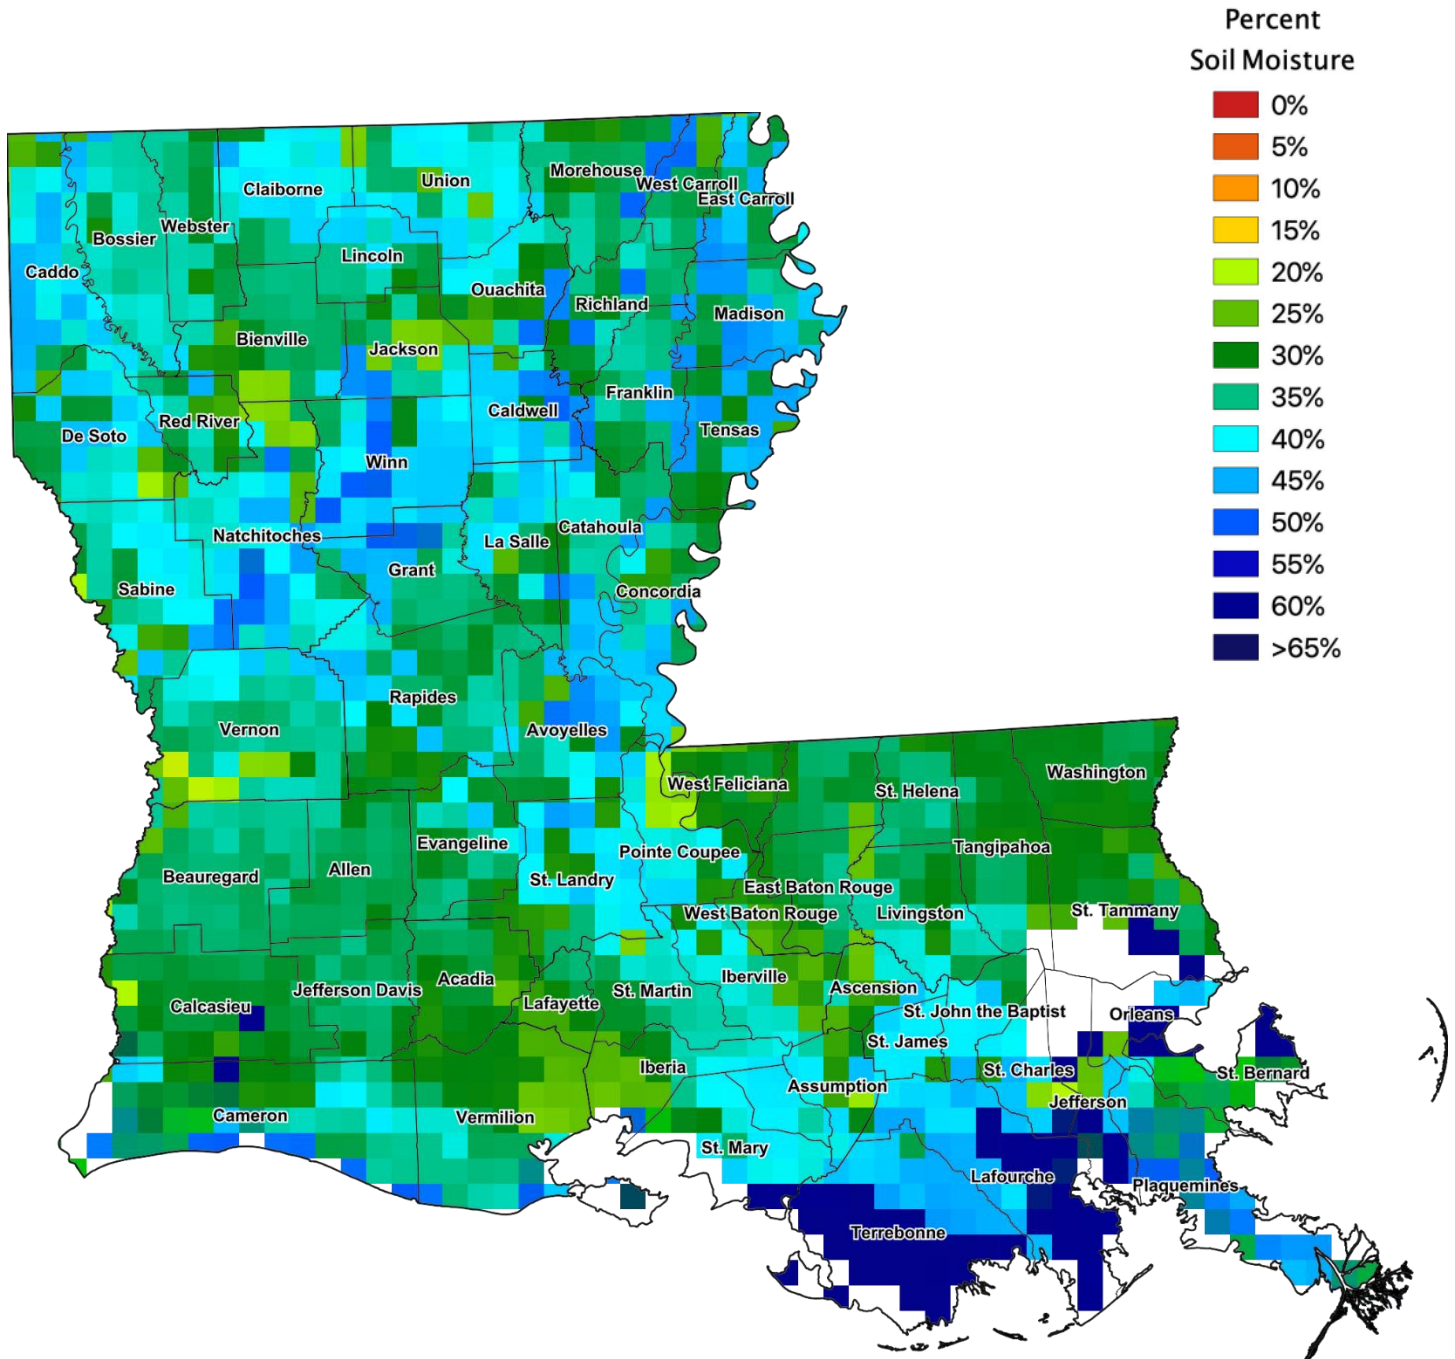 Percent
Soil Moisture
0%
5%
10%
15%
20%
25%
30%
35%
40%
45%
50%
55%
60%
>65%
Morehouse
West Carroll
East Carroll
Union
Claiborne
Webster
Bossier
Lincoln
Caddo
Ouachita
Richland
Madison
Bienville
Jackson
Franklin
Caldwell
Red River
De Soto
Tensas
Winn
Natchitoches
Catahoula
La Salle
Grant
Sabine
Concordia
Rapides
Vernon
Avoyelles
Washington
West Feliciana
St. Helena
Evangeline
Tangipahoa
Pointe Coupee
Allen
Beauregard
St. Landry
East Baton Rouge
West Baton Rouge
Livingston
St. Tammany
Iberville
Acadia
Jefferson Davis
St. Martin
Ascension
Lafayette
Calcasieu
St. John the Baptist
Orleans
St. James
Iberia
St. Charles
St. Bernard
Assumption
Jefferson
Cameron
Vermilion
St. Mary
Lafourche
Plaquemines
Terrebonne